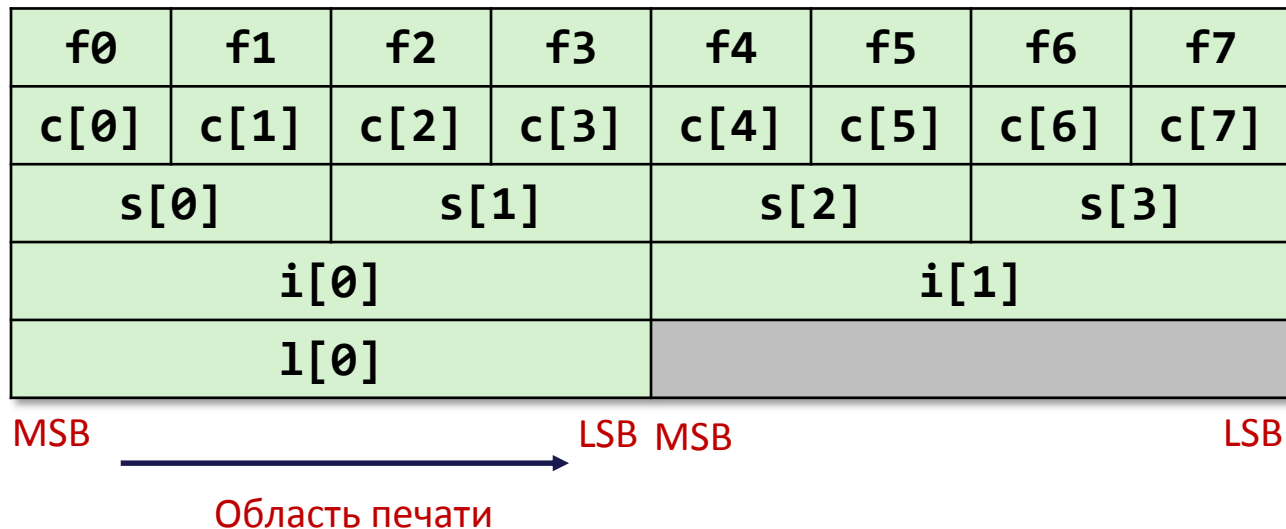 f0 f1 f2 f3 f4 f5 f6 f7
c[0] c[1] c[2] c[3] c[4] c[5] c[6] c[7]
s[0] s[1] s[2] s[3]
i[0] i[1]
l[0]
MSB LSB MSB LSB
Область печати